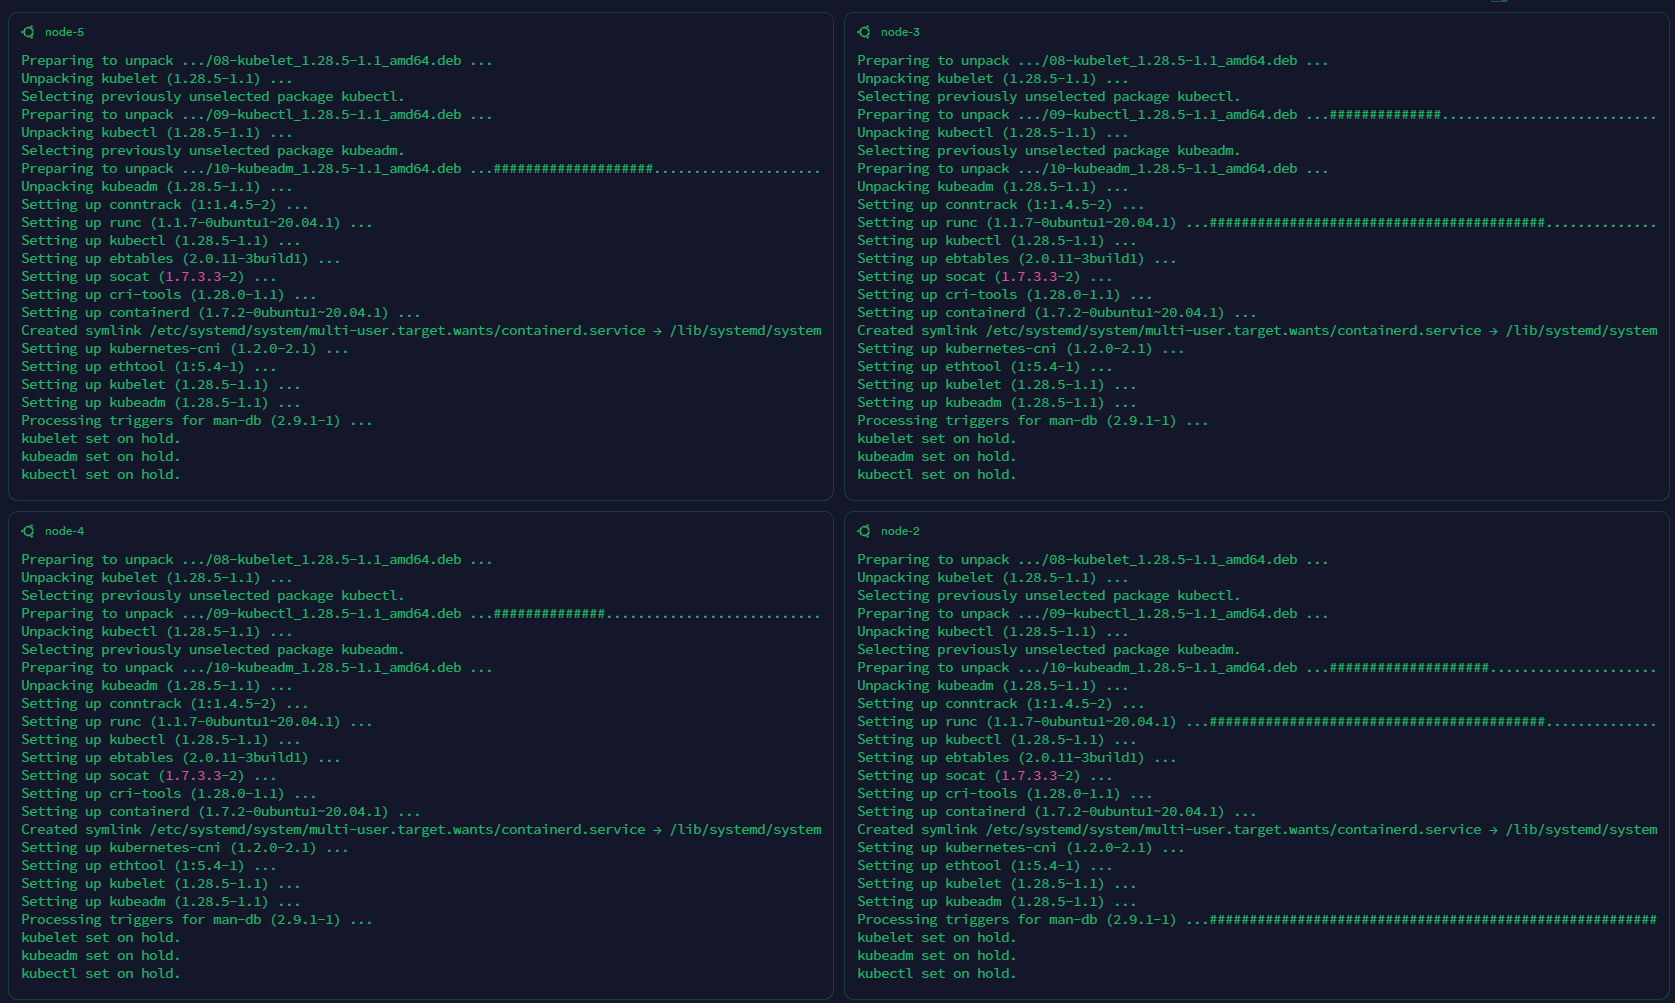 node-5
Preparing to unpack .../08-kubelet_1.28.5-1.1_amd64.deb ...
Unpacking kubelet (1.28.5-1.1) ...
Selecting previously unselected package kubectl.
Preparing to unpack .../09-kubectl_1.28.5-1.1_amd64.deb ...
Unpacking kubectl (1.28.5-1.1) ...
Selecting previously unselected package kubeadm.
Preparing to unpack .../10-kubeadm_1.28.5-1.1_amd64.deb ...####################.....................
Unpacking kubeadm (1.28.5-1.1) ...
Setting up conntrack (1:1.4.5-2) ...
Setting up runc (1.1.7-0ubuntu1~20.04.1) ...
Setting up kubectl (1.28.5-1.1) ...
Setting up ebtables (2.0.11-3build1) ...
Setting up socat (1.7.3.3-2) ...
Setting up cri-tools (1.28.0-1.1) ...
Setting up containerd (1.7.2-0ubuntu1~20.04.1) ...
Created symlink /etc/systemd/system/multi-user.target.wants/containerd.service → /lib/systemd/system
Setting up kubernetes-cni (1.2.0-2.1) ...
Setting up ethtool (1:5.4-1) ...
Setting up kubelet (1.28.5-1.1) ...
Setting up kubeadm (1.28.5-1.1) ...
Processing triggers for man-db (2.9.1-1) ...
kubelet set on hold.
kubeadm set on hold.
kubectl set on hold.
node-3
Preparing to unpack .../08-kubelet_1.28.5-1.1_amd64.deb ...
Unpacking kubelet (1.28.5-1.1) ...
Selecting previously unselected package kubectl.
Preparing to unpack .../09-kubectl_1.28.5-1.1_amd64.deb ...##############...........................
Unpacking kubectl (1.28.5-1.1) ...
Selecting previously unselected package kubeadm.
Preparing to unpack .../10-kubeadm_1.28.5-1.1_amd64.deb ...
Unpacking kubeadm (1.28.5-1.1) ...
Setting up conntrack (1:1.4.5-2) ...
Setting up runc (1.1.7-0ubuntu1~20.04.1) ...##########################################..............
Setting up kubectl (1.28.5-1.1) ...
Setting up ebtables (2.0.11-3build1) ...
Setting up socat (1.7.3.3-2) ...
Setting up cri-tools (1.28.0-1.1) ...
Setting up containerd (1.7.2-0ubuntu1~20.04.1) ...
Created symlink /etc/systemd/system/multi-user.target.wants/containerd.service → /lib/systemd/system
Setting up kubernetes-cni (1.2.0-2.1) ...
Setting up ethtool (1:5.4-1) ...
Setting up kubelet (1.28.5-1.1) ...
Setting up kubeadm (1.28.5-1.1) ...
Processing triggers for man-db (2.9.1-1) ...
kubelet set on hold.
kubeadm set on hold.
kubectl set on hold.
node-4
Preparing to unpack .../08-kubelet_1.28.5-1.1_amd64.deb ...
Unpacking kubelet (1.28.5-1.1) ...
Selecting previously unselected package kubectl.
Preparing to unpack .../09-kubectl_1.28.5-1.1_amd64.deb ...##############...........................
Unpacking kubectl (1.28.5-1.1) ...
Selecting previously unselected package kubeadm.
Preparing to unpack .../10-kubeadm_1.28.5-1.1_amd64.deb ...
Unpacking kubeadm (1.28.5-1.1) ...
Setting up conntrack (1:1.4.5-2) ...
Setting up runc (1.1.7-0ubuntu1~20.04.1) ...
Setting up kubectl (1.28.5-1.1) ...
Setting up ebtables (2.0.11-3build1) ...
Setting up socat (1.7.3.3-2) ...
Setting up cri-tools (1.28.0-1.1) ...
Setting up containerd (1.7.2-0ubuntu1~20.04.1) ...
Created symlink /etc/systemd/system/multi-user.target.wants/containerd.service → /lib/systemd/system
Setting up kubernetes-cni (1.2.0-2.1) ...
Setting up ethtool (1:5.4-1) ...
Setting up kubelet (1.28.5-1.1) ...
Setting up kubeadm (1.28.5-1.1) ...
Processing triggers for man-db (2.9.1-1) ...
kubelet set on hold.
kubeadm set on hold.
kubectl set on hold.
node-2
Preparing to unpack .../08-kubelet_1.28.5-1.1_amd64.deb ...
Unpacking kubelet (1.28.5-1.1) ...
Selecting previously unselected package kubectl.
Preparing to unpack .../09-kubectl_1.28.5-1.1_amd64.deb ...
Unpacking kubectl (1.28.5-1.1) ...
Selecting previously unselected package kubeadm.
Preparing to unpack .../10-kubeadm_1.28.5-1.1_amd64.deb ...####################.....................
Unpacking kubeadm (1.28.5-1.1) ...
Setting up conntrack (1:1.4.5-2) ...
Setting up runc (1.1.7-0ubuntu1~20.04.1) ...##########################################..............
Setting up kubectl (1.28.5-1.1) ...
Setting up ebtables (2.0.11-3build1) ...
Setting up socat (1.7.3.3-2) ...
Setting up cri-tools (1.28.0-1.1) ...
Setting up containerd (1.7.2-0ubuntu1~20.04.1) ...
Created symlink /etc/systemd/system/multi-user.target.wants/containerd.service → /lib/systemd/system
Setting up kubernetes-cni (1.2.0-2.1) ...
Setting up ethtool (1:5.4-1) ...
Setting up kubelet (1.28.5-1.1) ...
Setting up kubeadm (1.28.5-1.1) ...
Processing triggers for man-db (2.9.1-1) ...########################################################
kubelet set on hold.
kubeadm set on hold.
kubectl set on hold.